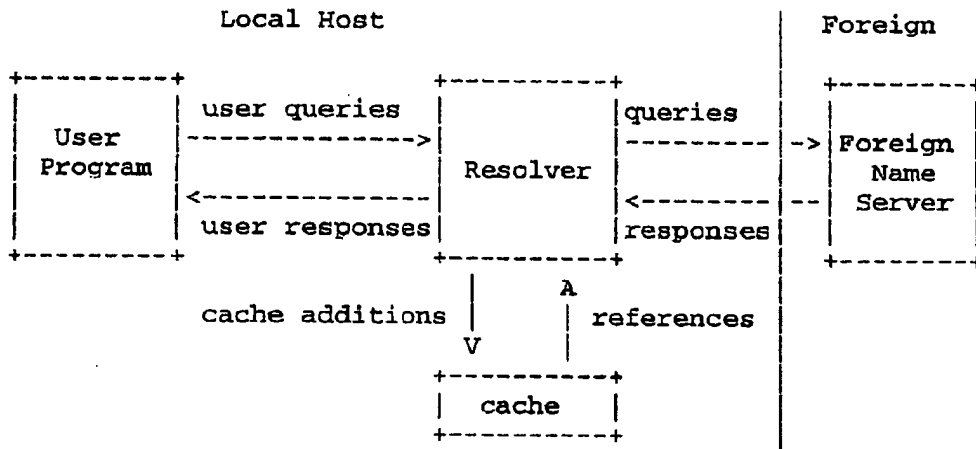 Local Host
Foreign
User Program
user queries
user responses
Resolver
queries
responses
Foreign Name Server
cache additions
V
A
references
cache